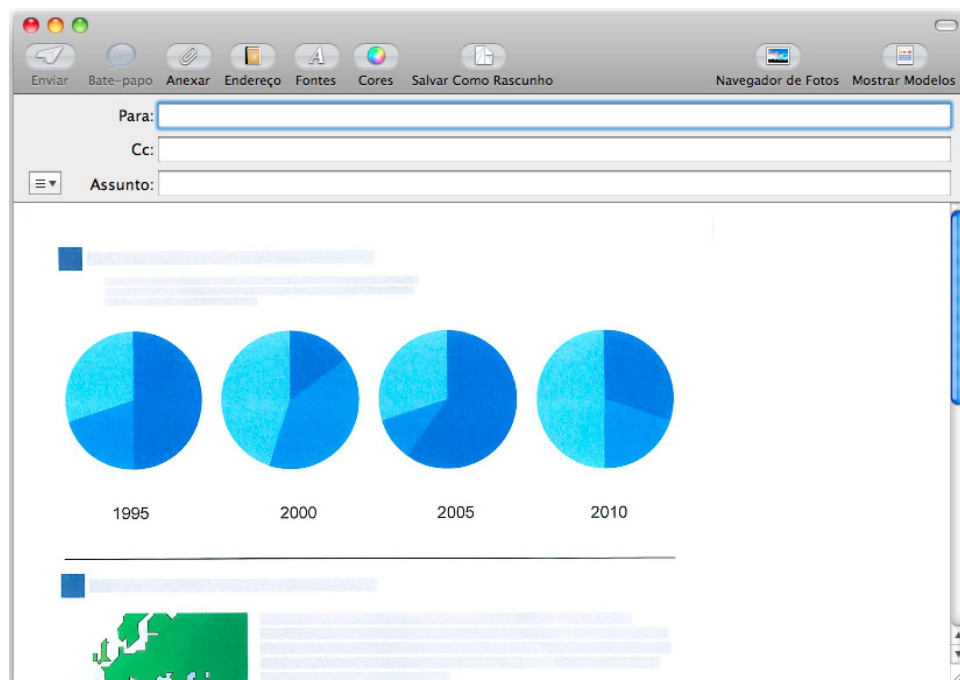 Enviar Bate-papo Anexar Endereço Fontes Cores Salvar Como Rascunho Navegador de Fotos Mostrar Modelos
Para:
Cc:
Assunto:
1995 2000 2005 2010